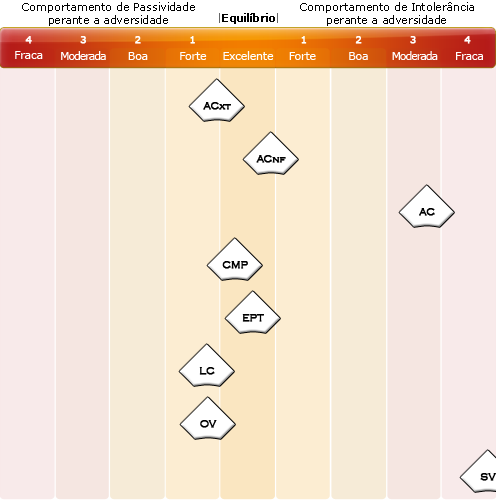 Comportamento de Passividade
perante a adversidade
|Equilíbrio|
Comportamento de Intolerância
perante a adversidade
4 3 2 1 1 2 3 4
Fraca Moderada Boa Forte Excelente Forte Boa Moderada Fraca
ACXT
ACNF
AC
CMP
EPT
LC
OV
SV